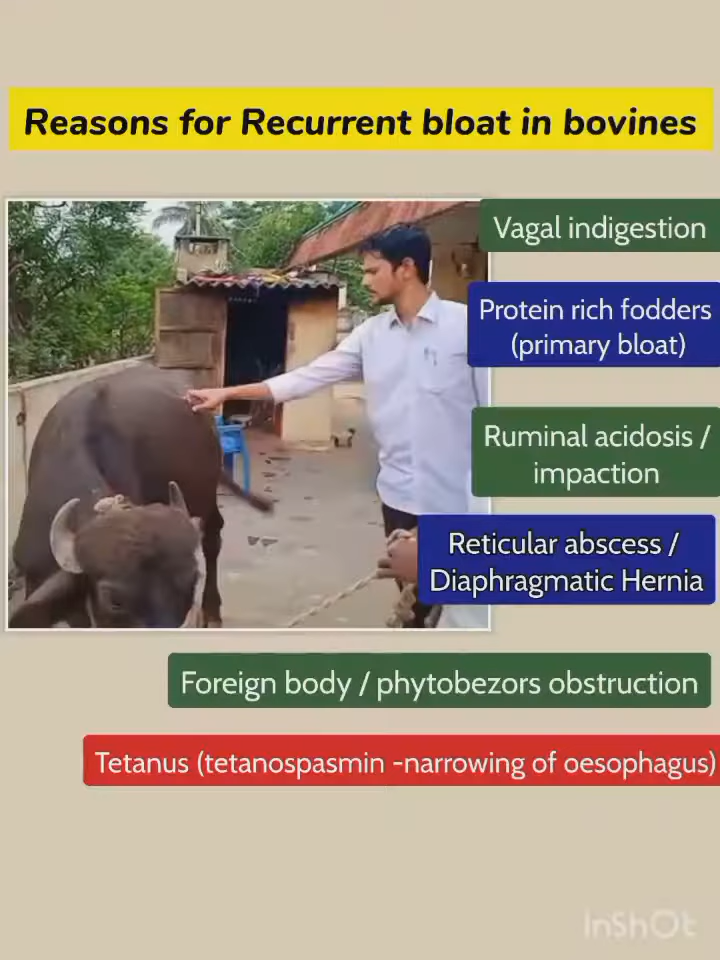 Reasons for Recurrent bloat in bovines
Vagal indigestion
Protein rich fodders
(primary bloat)
Ruminal acidosis /
impaction
Reticular abscess /
Diaphragmatic Hernia
Foreign body / phytobezors obstruction
Tetanus (tetanospasmin -narrowing of oesophagus)
InShOt